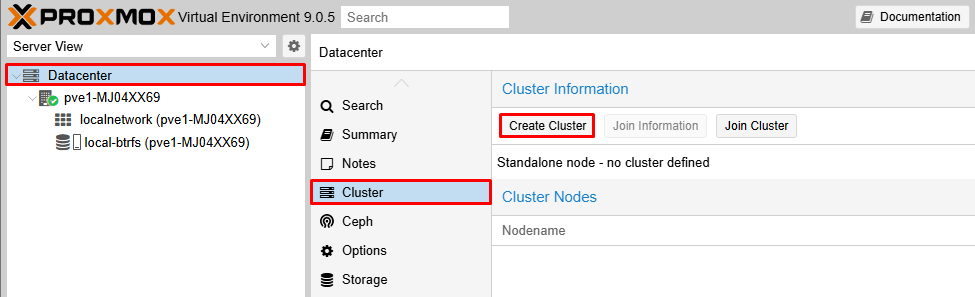 PROXMOX Virtual Environment 9.0.5 Search Documentation
Server View
Datacenter
pve1-MJ04XX69
localnetwork (pve1-MJ04XX69)
local-btrfs (pve1-MJ04XX69)
Datacenter
Search
Summary
Notes
Cluster
Ceph
Options
Storage
Cluster Information
Create Cluster Join Information Join Cluster
Standalone node - no cluster defined
Cluster Nodes
Nodename